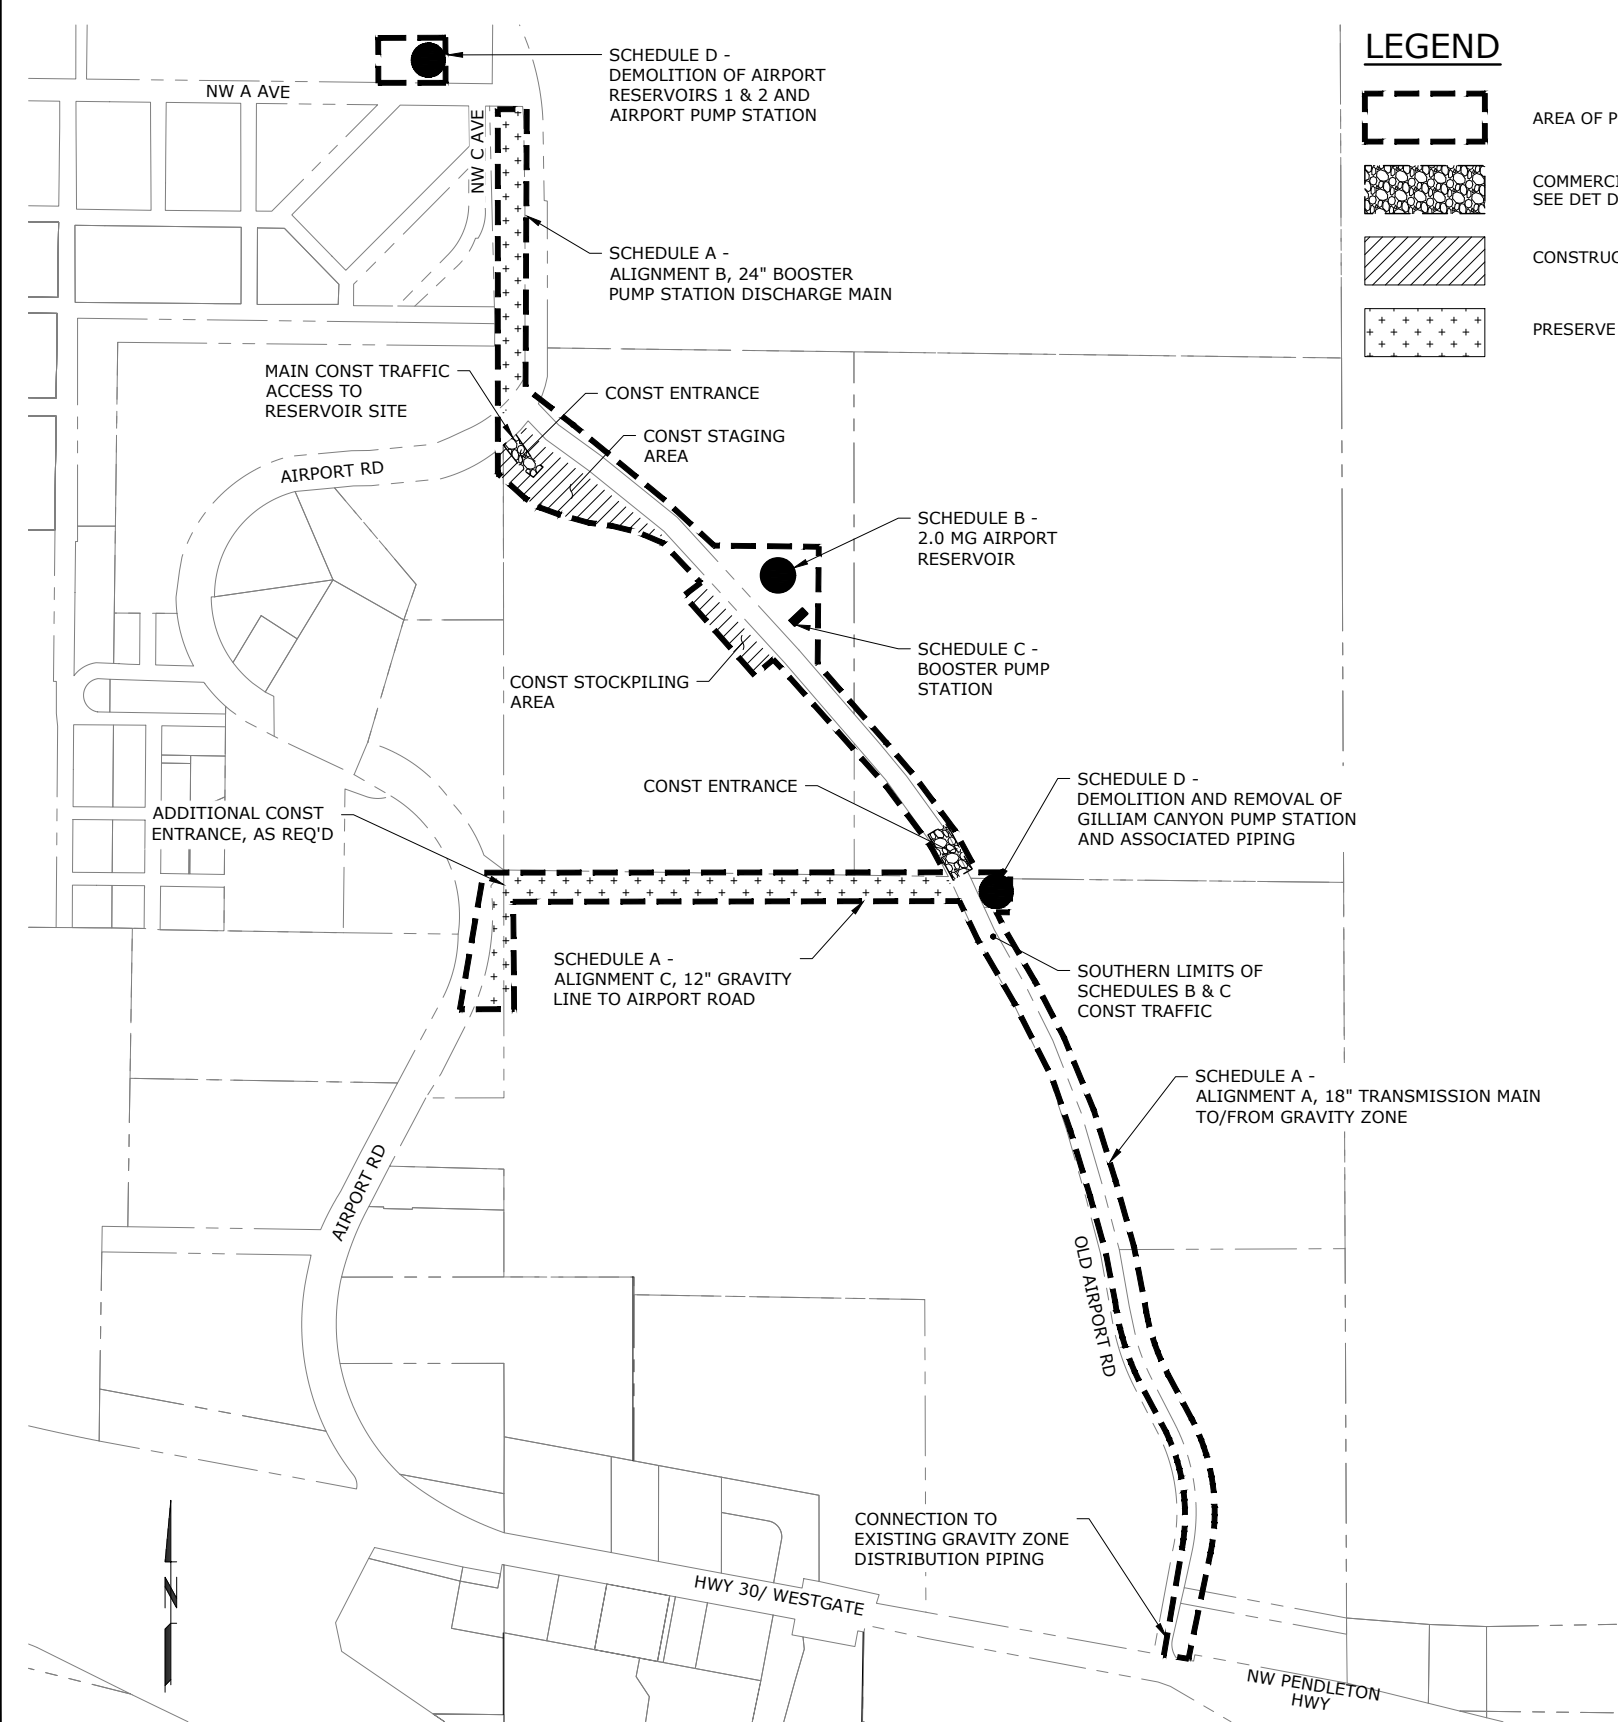 SCHEDULE D -
DEMOLITION OF AIRPORT
RESERVOIRS 1 & 2 AND
AIRPORT PUMP STATION
LEGEND
AREA OF P
COMMERCI
SEE DET D
CONSTRUC
PRESERVE
NW A AVE
NW C AVE
SCHEDULE A -
ALIGNMENT B, 24" BOOSTER
PUMP STATION DISCHARGE MAIN
MAIN CONST TRAFFIC
ACCESS TO
RESERVOIR SITE
CONST ENTRANCE
CONST STAGING
AREA
AIRPORT RD
SCHEDULE B -
2.0 MG AIRPORT
RESERVOIR
SCHEDULE C -
BOOSTER PUMP
STATION
CONST STOCKPILING
AREA
CONST ENTRANCE
SCHEDULE D -
DEMOLITION AND REMOVAL OF
GILLIAM CANYON PUMP STATION
AND ASSOCIATED PIPING
ADDITIONAL CONST
ENTRANCE, AS REQ'D
SCHEDULE A -
ALIGNMENT C, 12" GRAVITY
LINE TO AIRPORT ROAD
SOUTHERN LIMITS OF
SCHEDULES B & C
CONST TRAFFIC
SCHEDULE A -
ALIGNMENT A, 18" TRANSMISSION MAIN
TO/FROM GRAVITY ZONE
AIRPORT RD
OLD AIRPORT RD
CONNECTION TO
EXISTING GRAVITY ZONE
DISTRIBUTION PIPING
N
HWY 30/ WESTGATE
NW PENDLETON
HWY